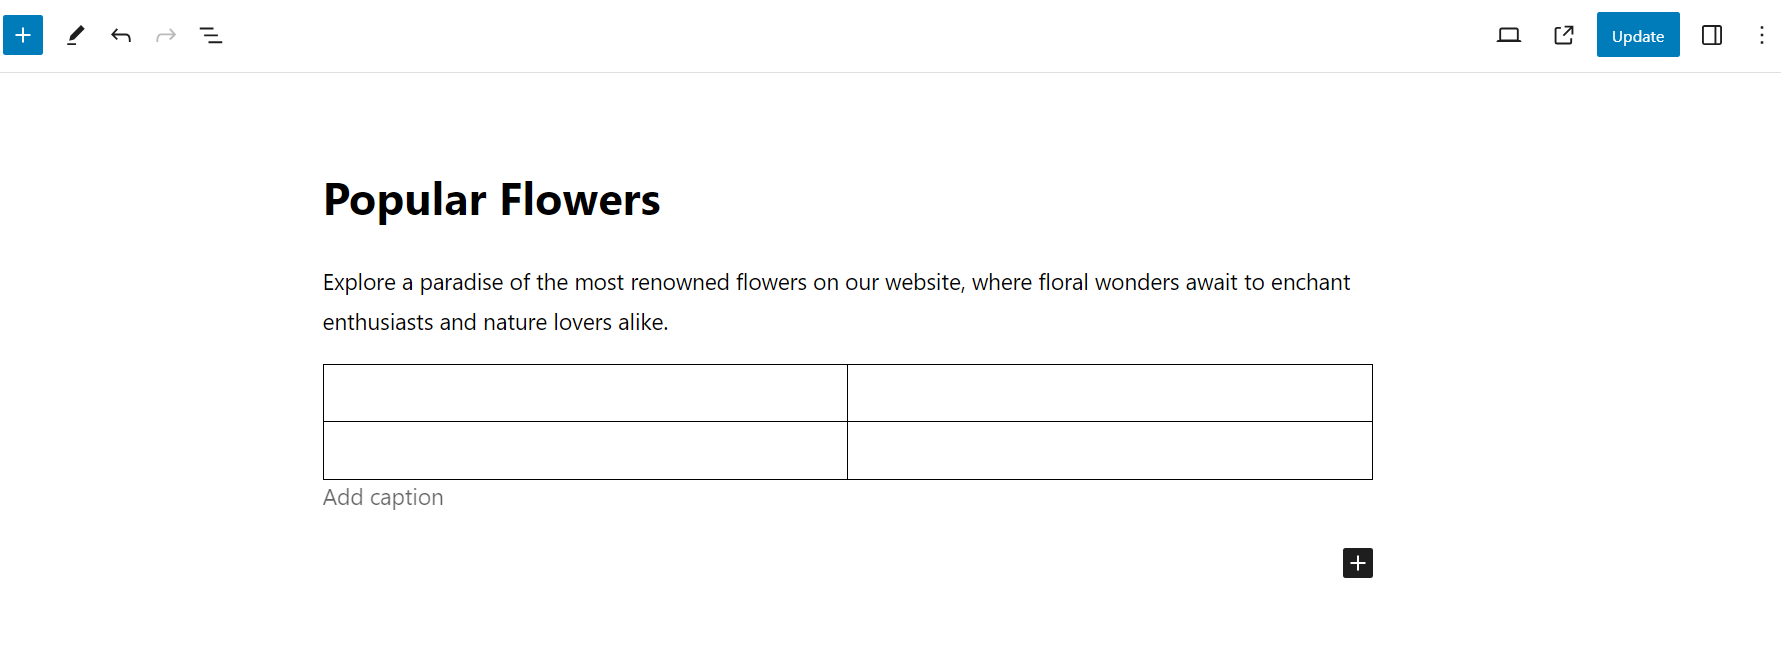 Update
Popular Flowers
Explore a paradise of the most renowned flowers on our website, where floral wonders await to enchant
enthusiasts and nature lovers alike.
Add caption